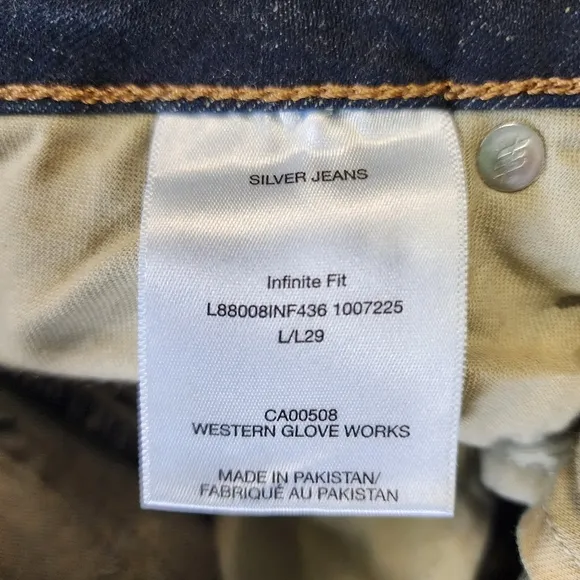 SILVER JEANS
Infinite Fit
L88008INF436 1007225
L/L29
CA00508
WESTERN GLOVE WORKS
MADE IN PAKISTAN/
FABRIQUÉ AU PAKISTAN